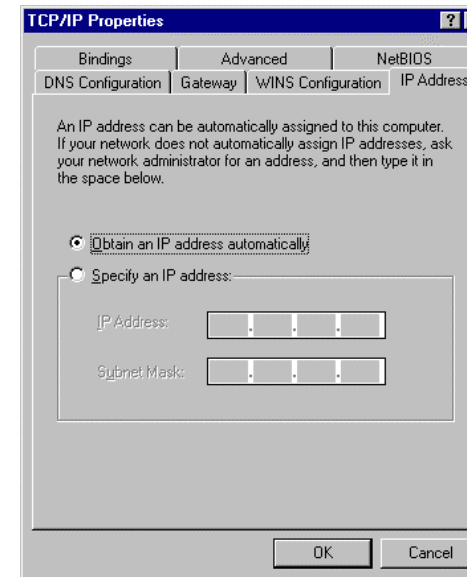 TCP/IP Properties
?
Bindings Advanced NetBIOS
DNS Configuration Gateway WINS Configuration IP Address
An IP address can be automatically assigned to this computer.
If your network does not automatically assign IP addresses, ask
your network administrator for an address, and then type it in
the space below.
Obtain an IP address automatically
Specify an IP address:
IP Address:
. . .
Subnet Mask:
. . .
OK Cancel